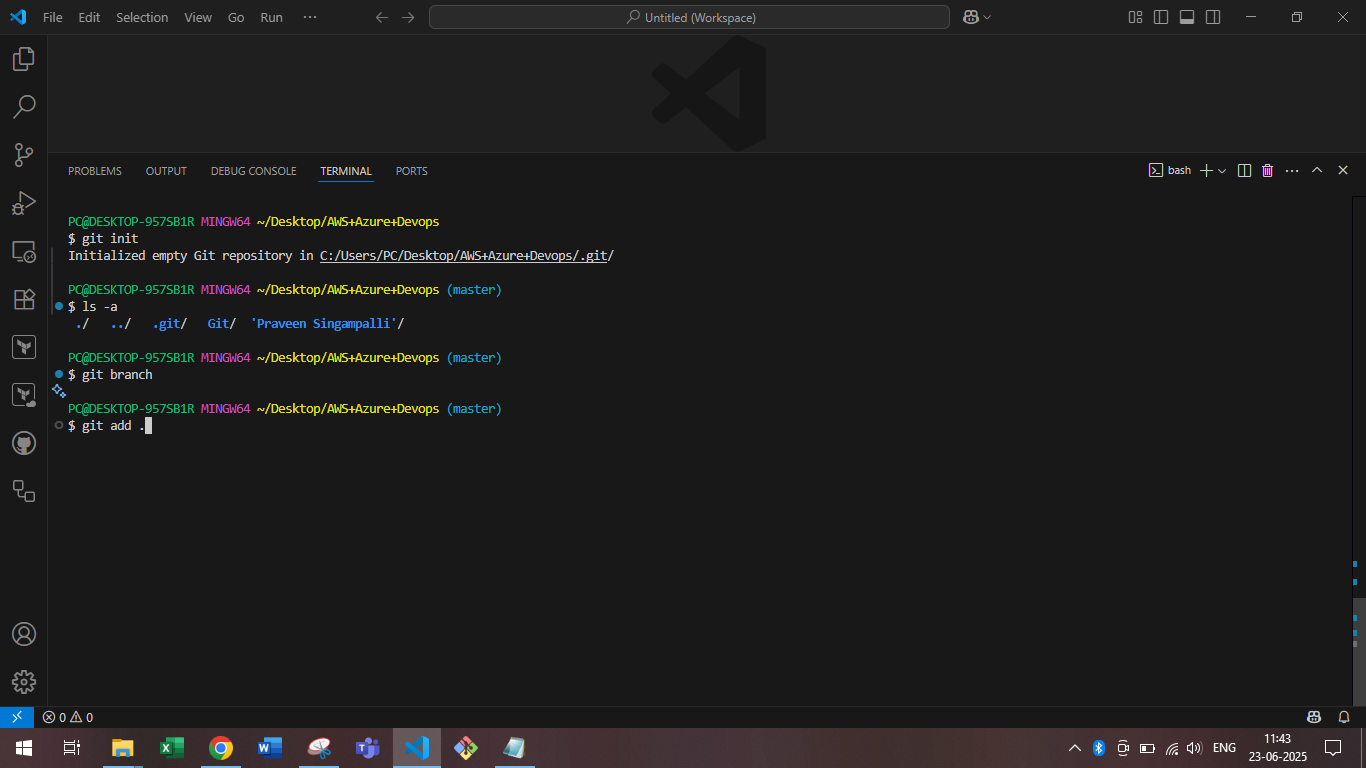 File Edit Selection View Go Run ···
Untitled (Workspace)
PROBLEMS OUTPUT DEBUG CONSOLE TERMINAL PORTS
bash
PC@DESKTOP-957SB1R MINGW64 ~/Desktop/AWS+Azure+Devops
$ git init
Initialized empty Git repository in C:/Users/PC/Desktop/AWS+Azure+Devops/.git/
PC@DESKTOP-957SB1R MINGW64 ~/Desktop/AWS+Azure+Devops (master)
$ ls -a
./ ../ .git/ Git/ 'Praveen Singampalli'/
PC@DESKTOP-957SB1R MINGW64 ~/Desktop/AWS+Azure+Devops (master)
$ git branch
PC@DESKTOP-957SB1R MINGW64 ~/Desktop/AWS+Azure+Devops (master)
$ git add .
0 0
ENG
11:43
23-06-2025